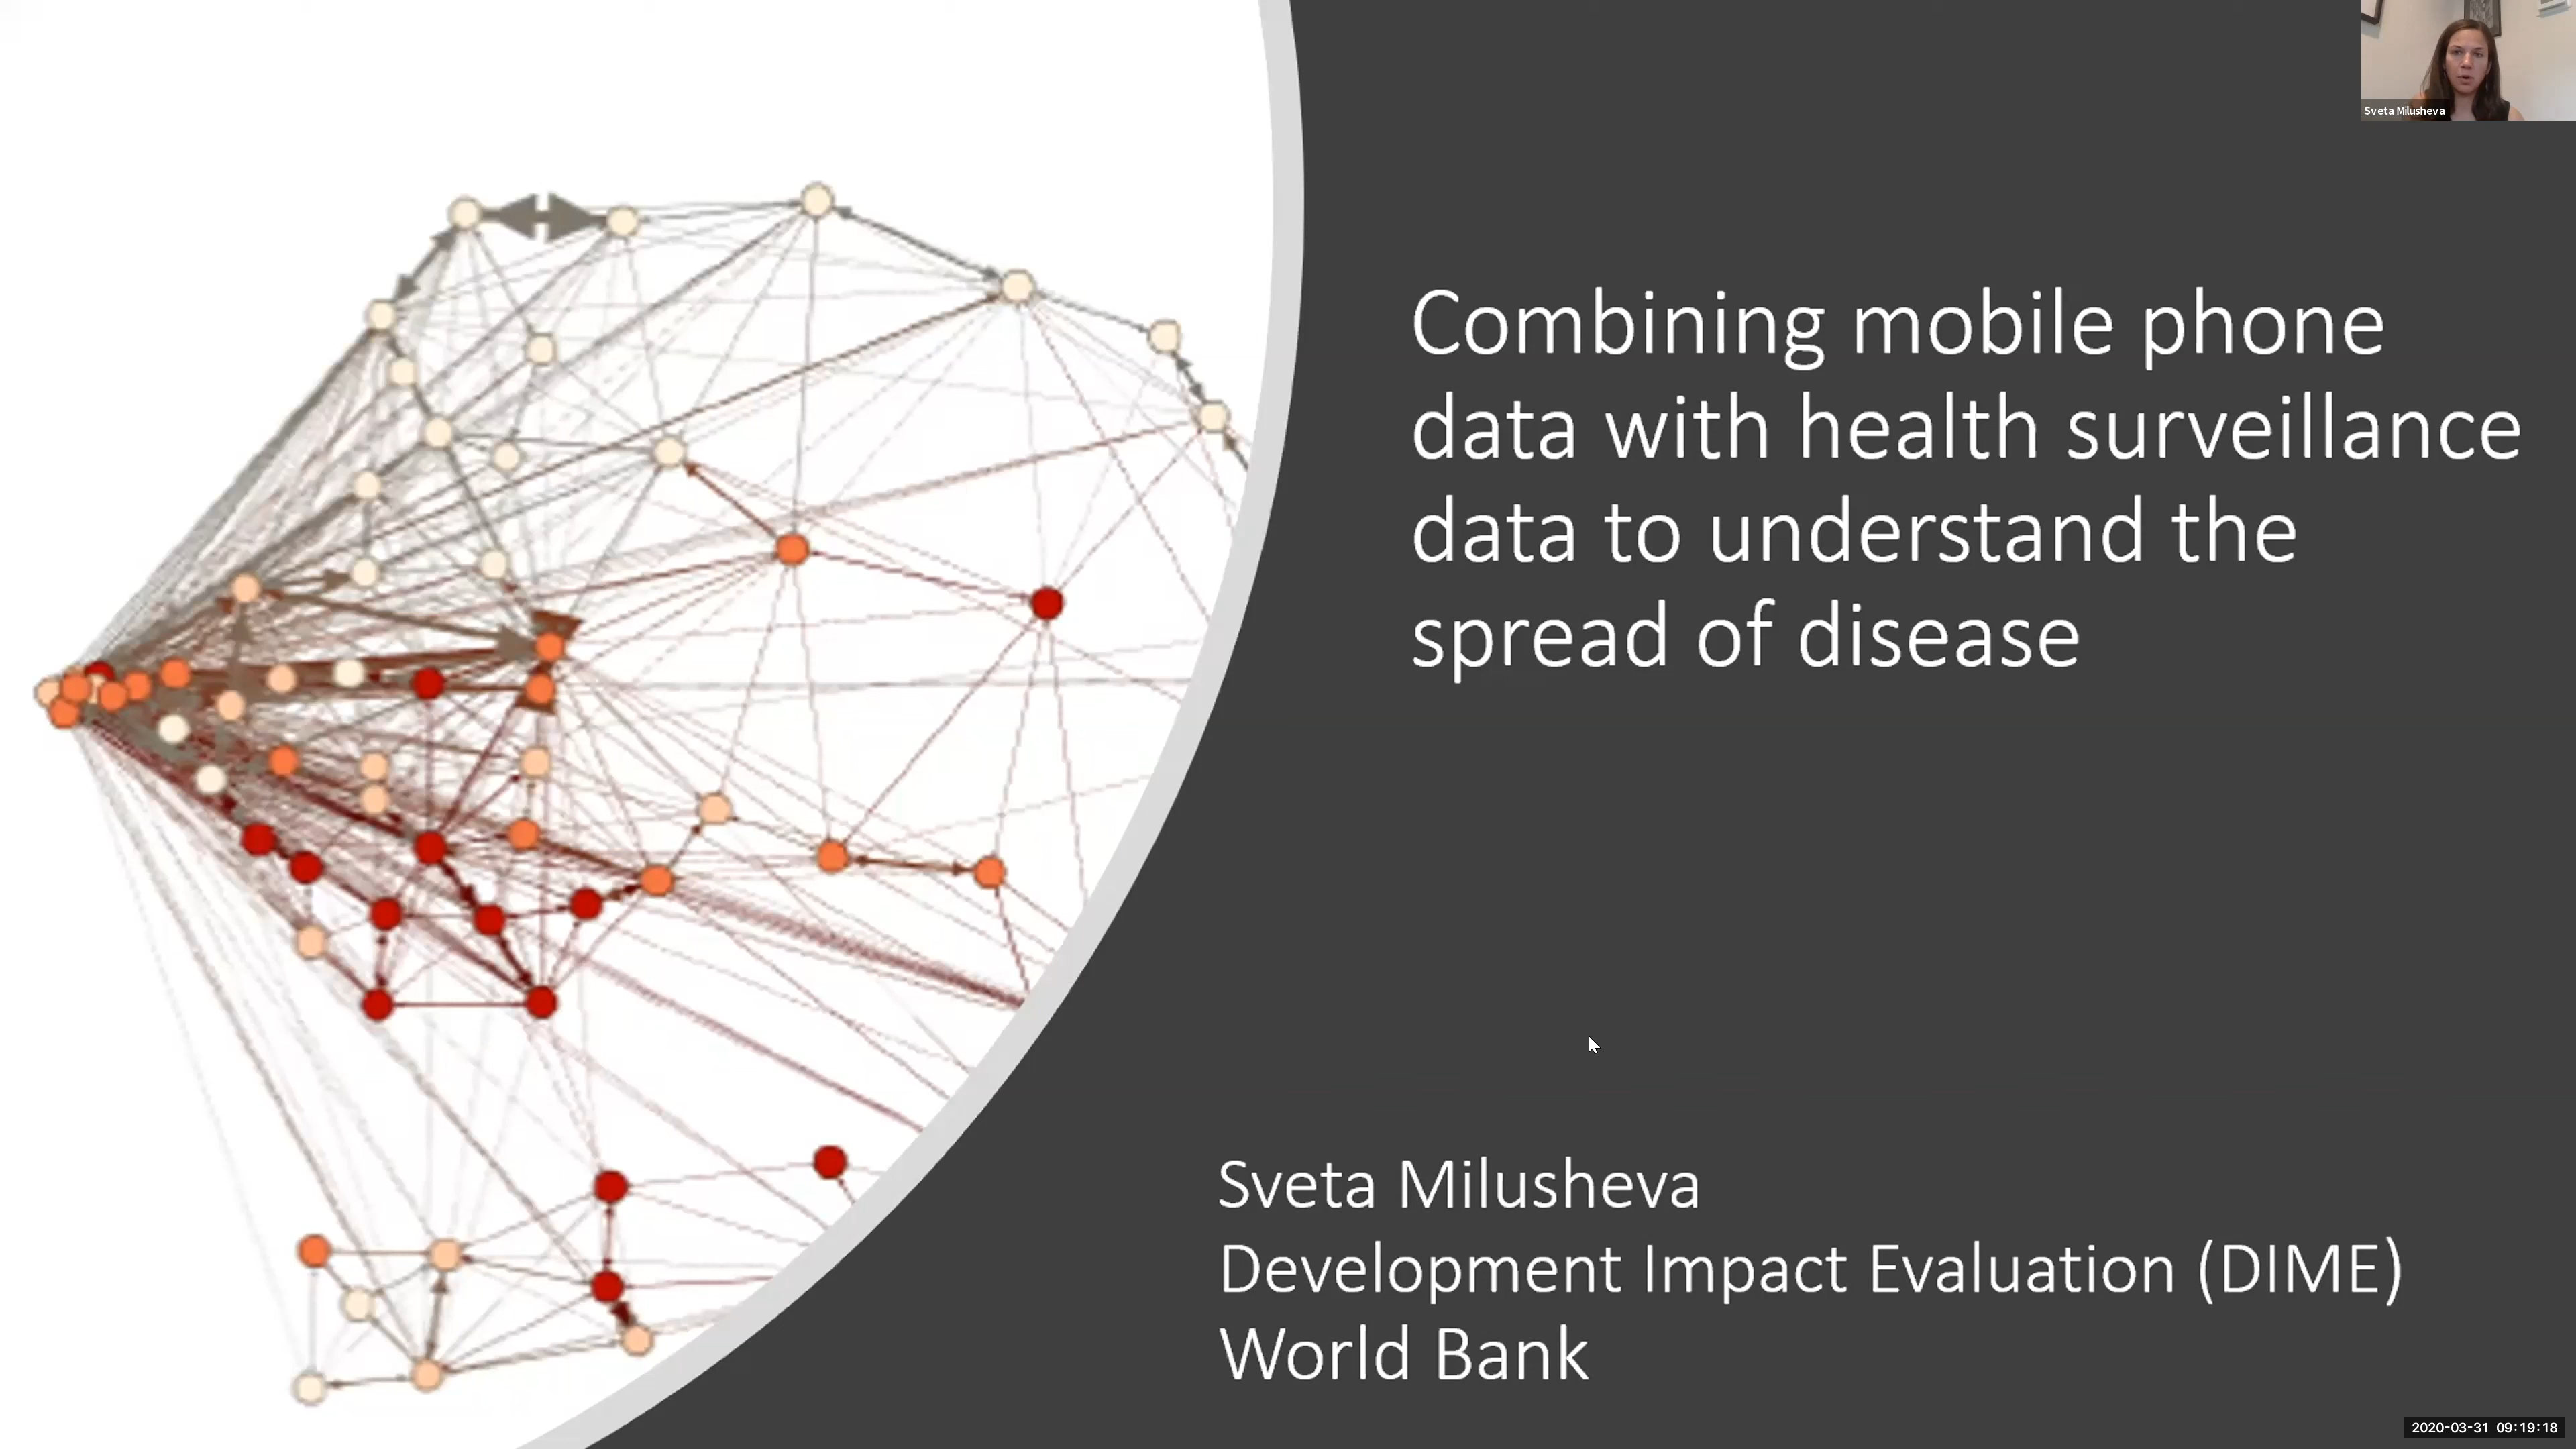 Sveta Milusheva
Combining mobile phone
data with health surveillance
data to understand the
spread of disease
Sveta Milusheva
Development Impact Evaluation (DIME)
World Bank
2020-03-31 09:19:18